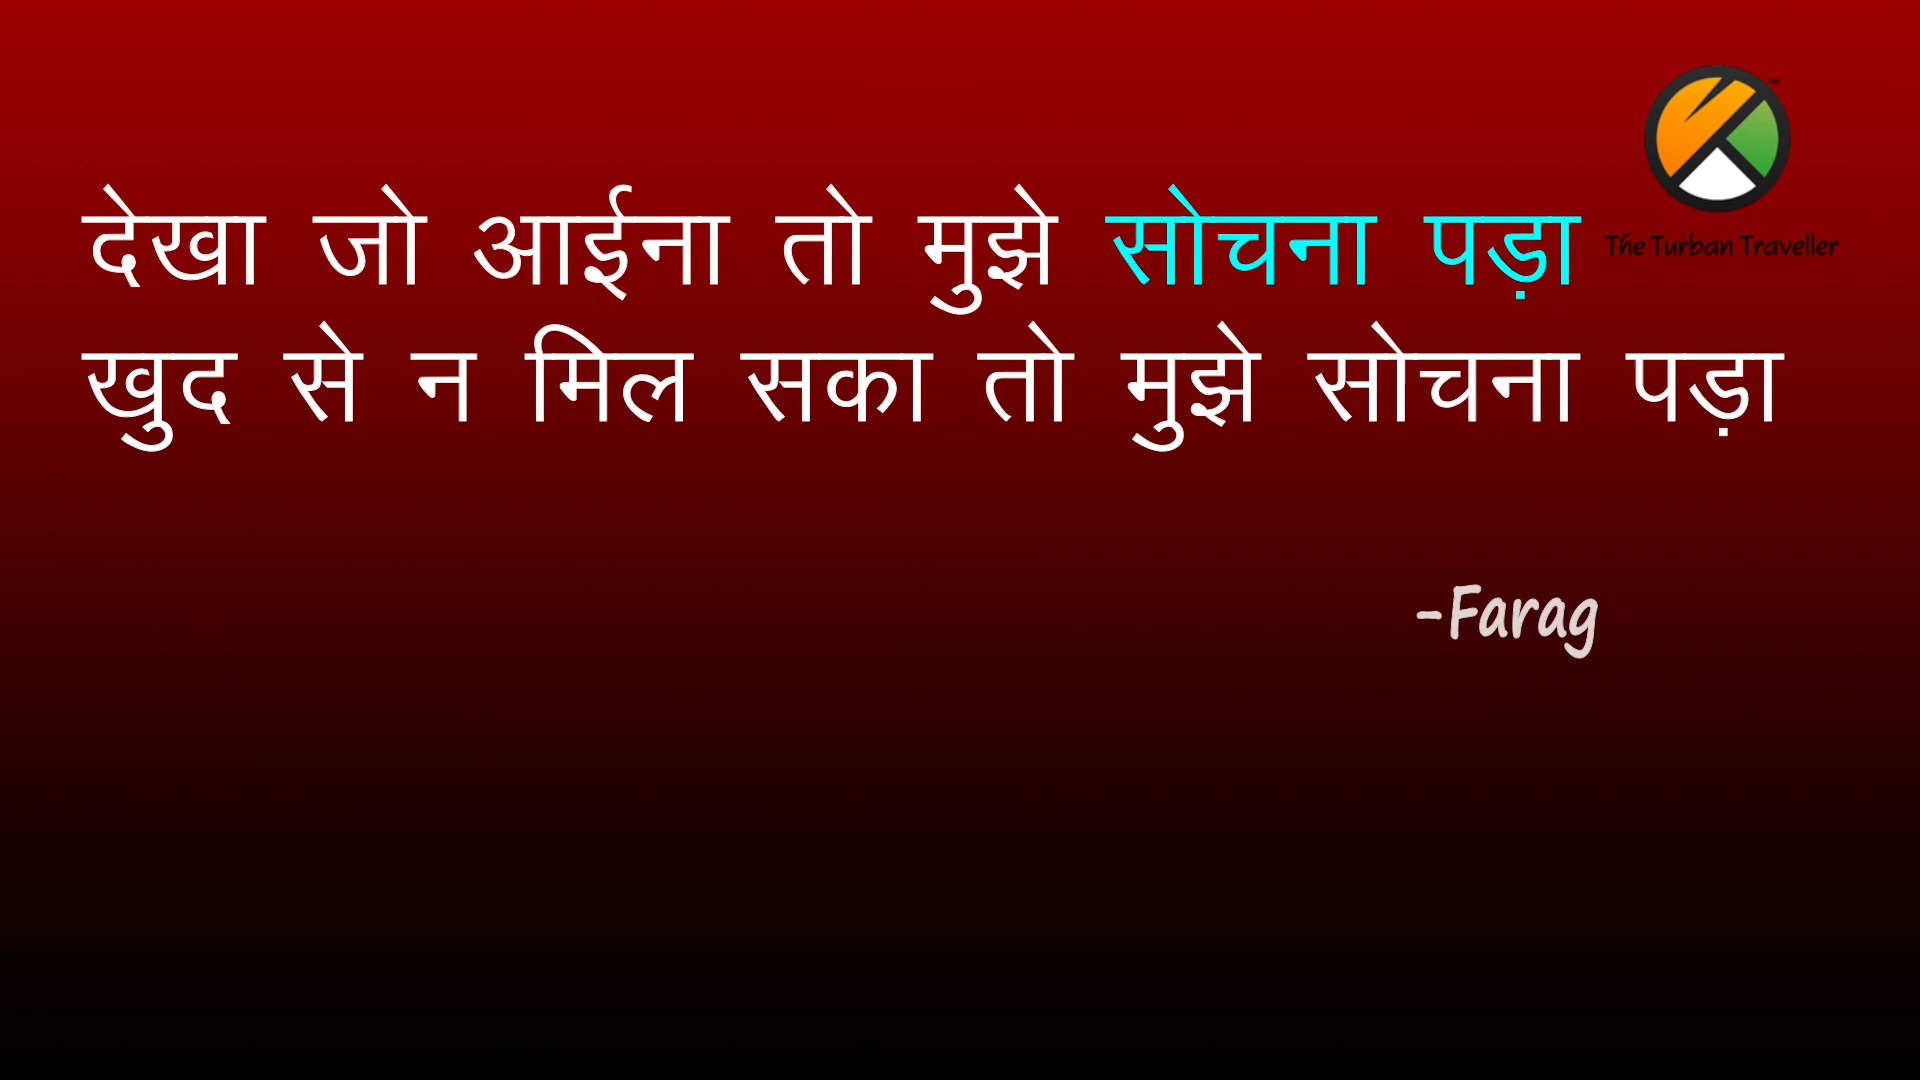 देखा जो आईना तो मुझे सोचना पड़ा
The Turban Traveller
खुद से न मिल सका तो मुझे सोचना पड़ा
-Farag